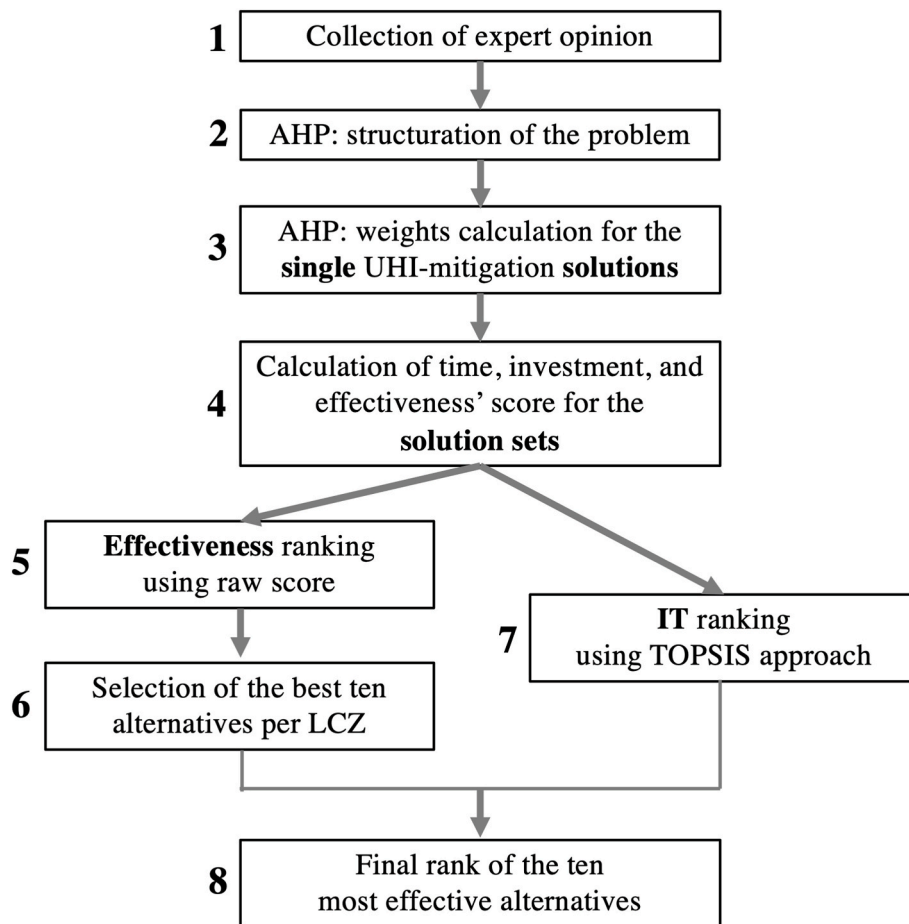 1 Collection of expert opinion
2 AHP: structuration of the problem
3 AHP: weights calculation for the
single UHI-mitigation solutions
4 Calculation of time, investment, and
effectiveness’ score for the
solution sets
5 Effectiveness ranking
using raw score
6 Selection of the best ten
alternatives per LCZ
7 IT ranking
using TOPSIS approach
8 Final rank of the ten
most effective alternatives